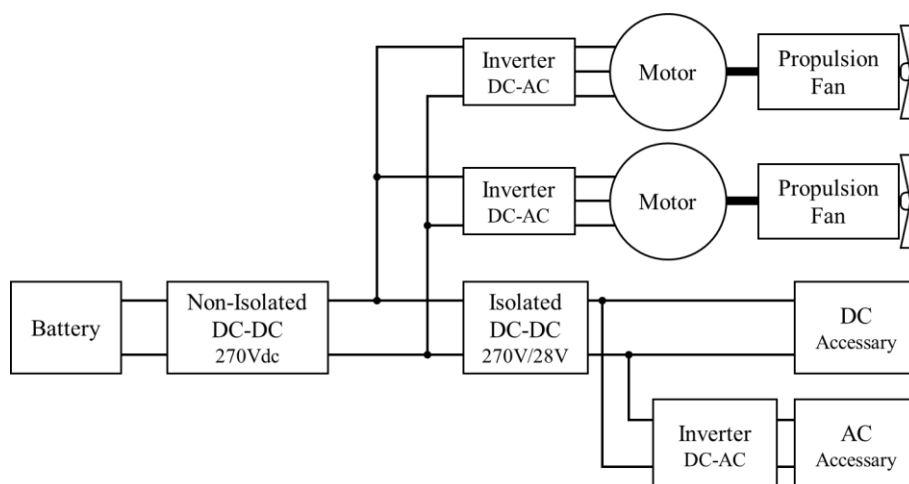 Inverter
DC-AC
Motor
Propulsion
Fan
Inverter
DC-AC
Motor
Propulsion
Fan
Battery
Non-Isolated
DC-DC
270Vdc
Isolated
DC-DC
270V/28V
DC
Accessary
Inverter
DC-AC
AC
Accessary